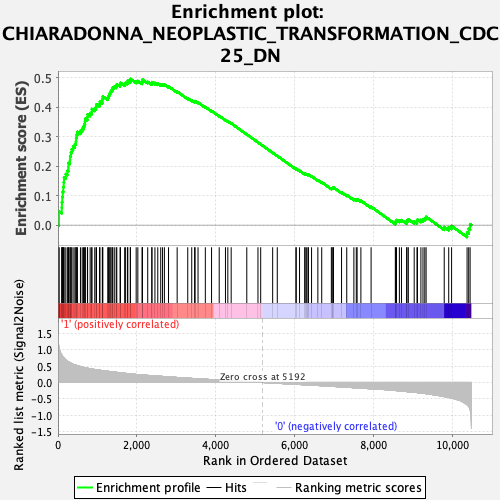 Enrichment plot:
CHIARADONNA_NEOPLASTIC_TRANSFORMATION_CDC
25_DN
Enrichment score (ES)
0.5
0.4
0.3
0.2
0.1
0.0
'1' (positively correlated)
Ranked list metric (Signal2Noise)
1.5
1.0
0.5
0.0
-0.5
-1.0
-1.5
Zero cross at 5192
'0' (negatively correlated)
0
2,000
4,000
6,000
8,000
10,000
Rank in Ordered Dataset
Enrichment profile
Hits
Ranking metric scores